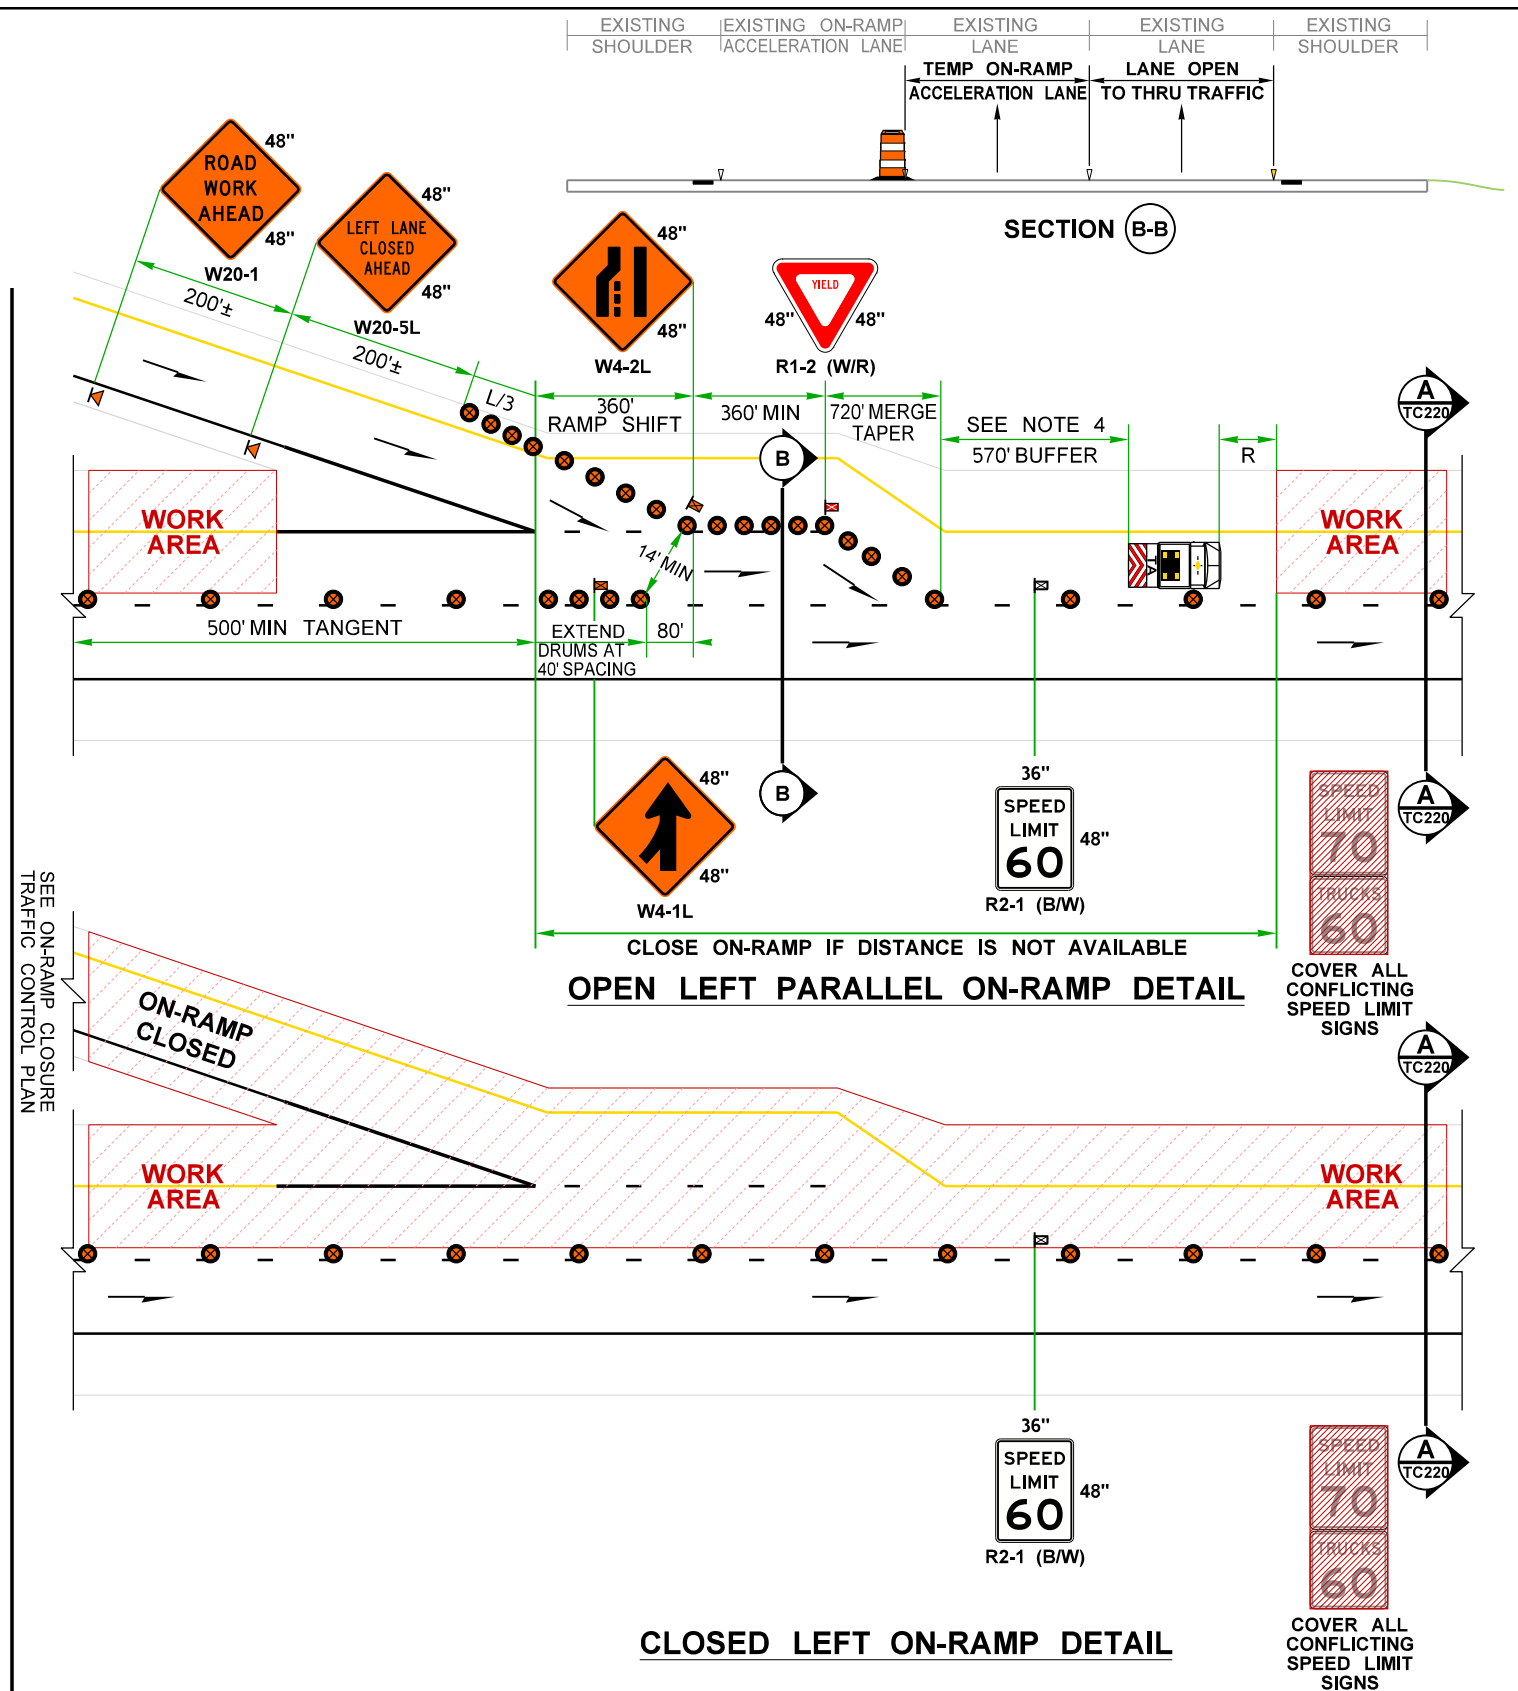 EXISTING SHOULDER
EXISTING ON-RAMP ACCELERATION LANE
EXISTING LANE
EXISTING LANE
EXISTING SHOULDER
TEMP ON-RAMP
ACCELERATION LANE
LANE OPEN
TO THRU TRAFFIC
SECTION B-B
ROAD
WORK
AHEAD
48"
48"
W20-1
LEFT LANE
CLOSED
AHEAD
48"
48"
W20-5L
48"
48"
W4-2L
YIELD
48"
48"
R1-2 (W/R)
200'±
200'±
L/3
360'
RAMP SHIFT
360' MIN
720' MERGE
TAPER
SEE NOTE 4
570' BUFFER
R
A
TC220
B
WORK
AREA
WORK
AREA
14' MIN
500' MIN TANGENT
EXTEND
DRUMS AT
40' SPACING
80'
48"
48"
W4-1L
B
36"
SPEED
LIMIT
60
48"
R2-1 (B/W)
SPEED
LIMIT
70
TRUCKS
60
A
TC220
COVER ALL
CONFLICTING
SPEED LIMIT
SIGNS
CLOSE ON-RAMP IF DISTANCE IS NOT AVAILABLE
OPEN LEFT PARALLEL ON-RAMP DETAIL
SEE ON-RAMP CLOSURE
TRAFFIC CONTROL PLAN
ON-RAMP
CLOSED
A
TC220
WORK
AREA
WORK
AREA
36"
SPEED
LIMIT
60
48"
R2-1 (B/W)
SPEED
LIMIT
70
TRUCKS
60
A
TC220
COVER ALL
CONFLICTING
SPEED LIMIT
SIGNS
CLOSED LEFT ON-RAMP DETAIL